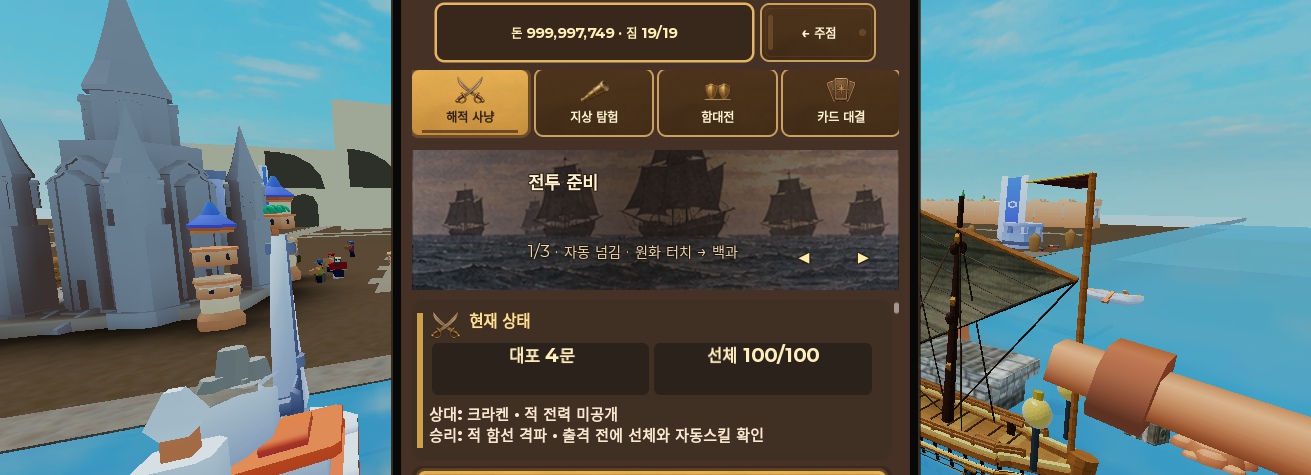 돈 999,997,749 · 짐 19/19
← 주점
해적 사냥
지상 탐험
함대전
카드 대결
전투 준비
1/3 · 자동 넘김 · 원화 터치 → 백과
◀ ▶
현재 상태
대포 4문
선체 100/100
상대: 크라켄 • 적 전력 미공개
승리: 적 함선 격파 • 출격 전에 선체와 자동스킬 확인